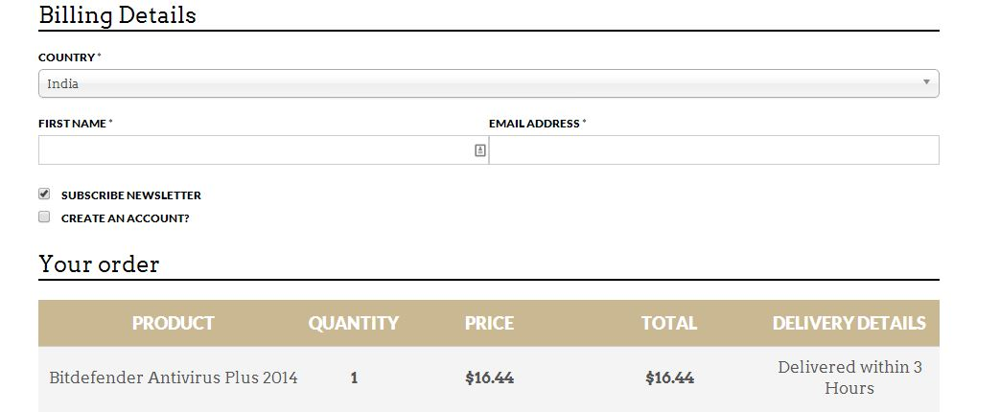 Billing Details
COUNTRY *
India
FIRST NAME *
EMAIL ADDRESS *
SUBSCRIBE NEWSLETTER
CREATE AN ACCOUNT?
Your order
PRODUCT QUANTITY PRICE TOTAL DELIVERY DETAILS
Bitdefender Antivirus Plus 2014 1 $16.44 $16.44 Delivered within 3
Hours